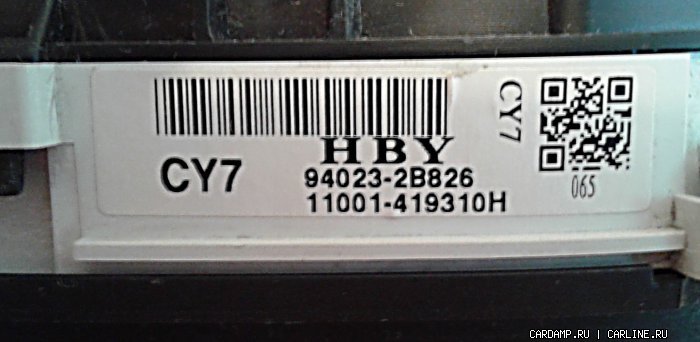 HBY
CY7
94023-2B826
11001-419310H
CY7
065
CARDAMP.RU | CARLINE.RU